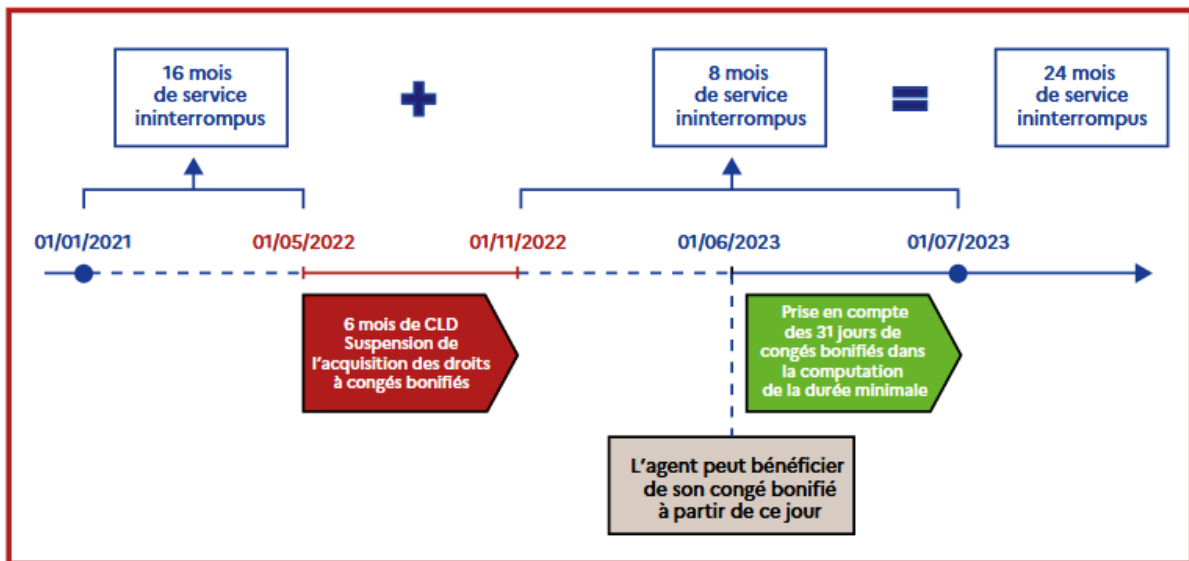 16 mois
de service
ininterrompus
+
8 mois
de service
ininterrompus
=
24 mois
de service
ininterrompus
01/01/2021
01/05/2022
01/11/2022
01/06/2023
01/07/2023
6 mois de CLD
Suspension de
l'acquisition des droits
à congés bonifiés
Prise en compte
des 31 jours de
congés bonifiés dans
la computation
de la durée minimale
L'agent peut bénéficier
de son congé bonifié
à partir de ce jour